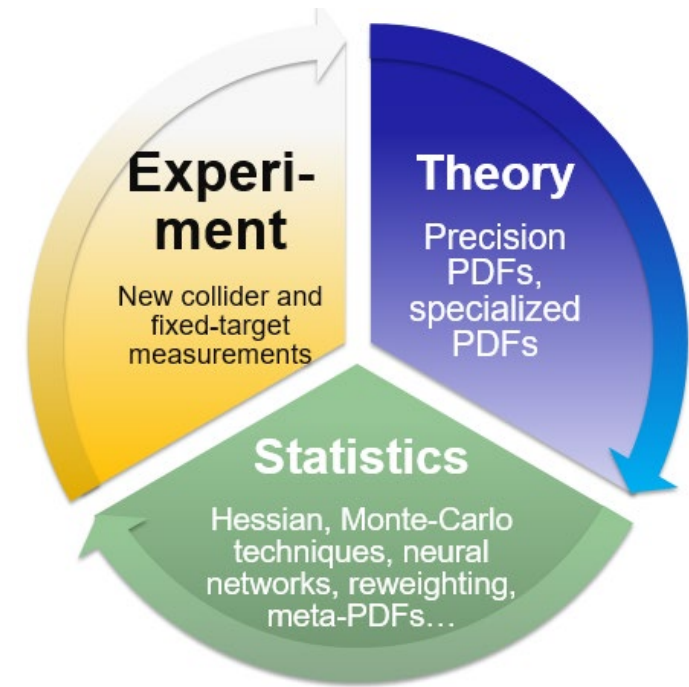 Experi-
ment
New collider and
fixed-target
measurements
Theory
Precision
PDFs,
specialized
PDFs
Statistics
Hessian, Monte-Carlo
techniques, neural
networks, reweighting,
meta-PDFs…